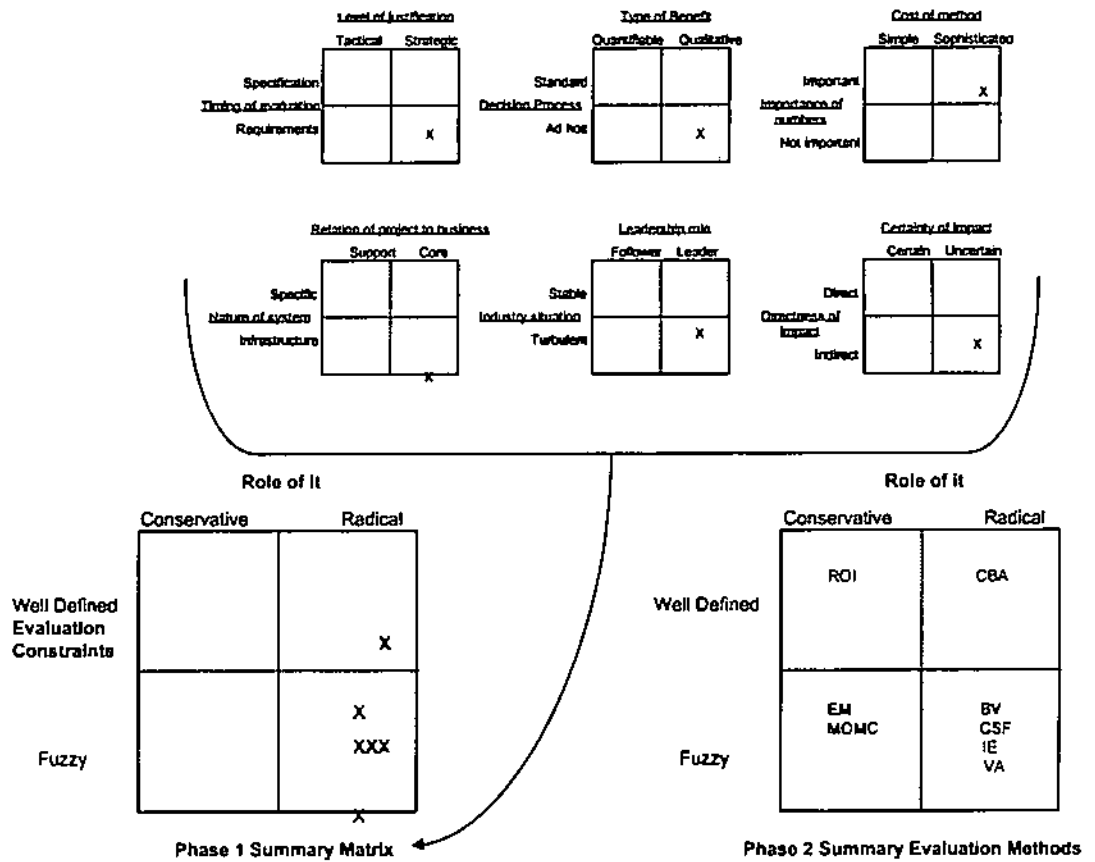 Level of justification
Tactical Strategic
Specification
Timing of evaluation
Requirements
X
Type of Benefit
Quantifiable Qualitative
Standard
Decision Process
Ad hoc
X
Cost of method
Simple Sophisticated
Important
Importance of
numbers
Not important
X
Relation of project to business
Support Core
Specific
Nature of system
Infrastructure
X
Leadership role
Follower Leader
Stable
Industry situation
Turbulent
X
Certainty of impact
Certain Uncertain
Direct
Directness of
impact
Indirect
X
Role of it
Conservative Radical
Well Defined
Evaluation
Constraints
X
X
XXX
Fuzzy
X
Phase 1 Summary Matrix
Role of it
Conservative Radical
ROI CBA
Well Defined
EM BV
MOMC CSF
IE
Fuzzy VA
Phase 2 Summary Evaluation Methods